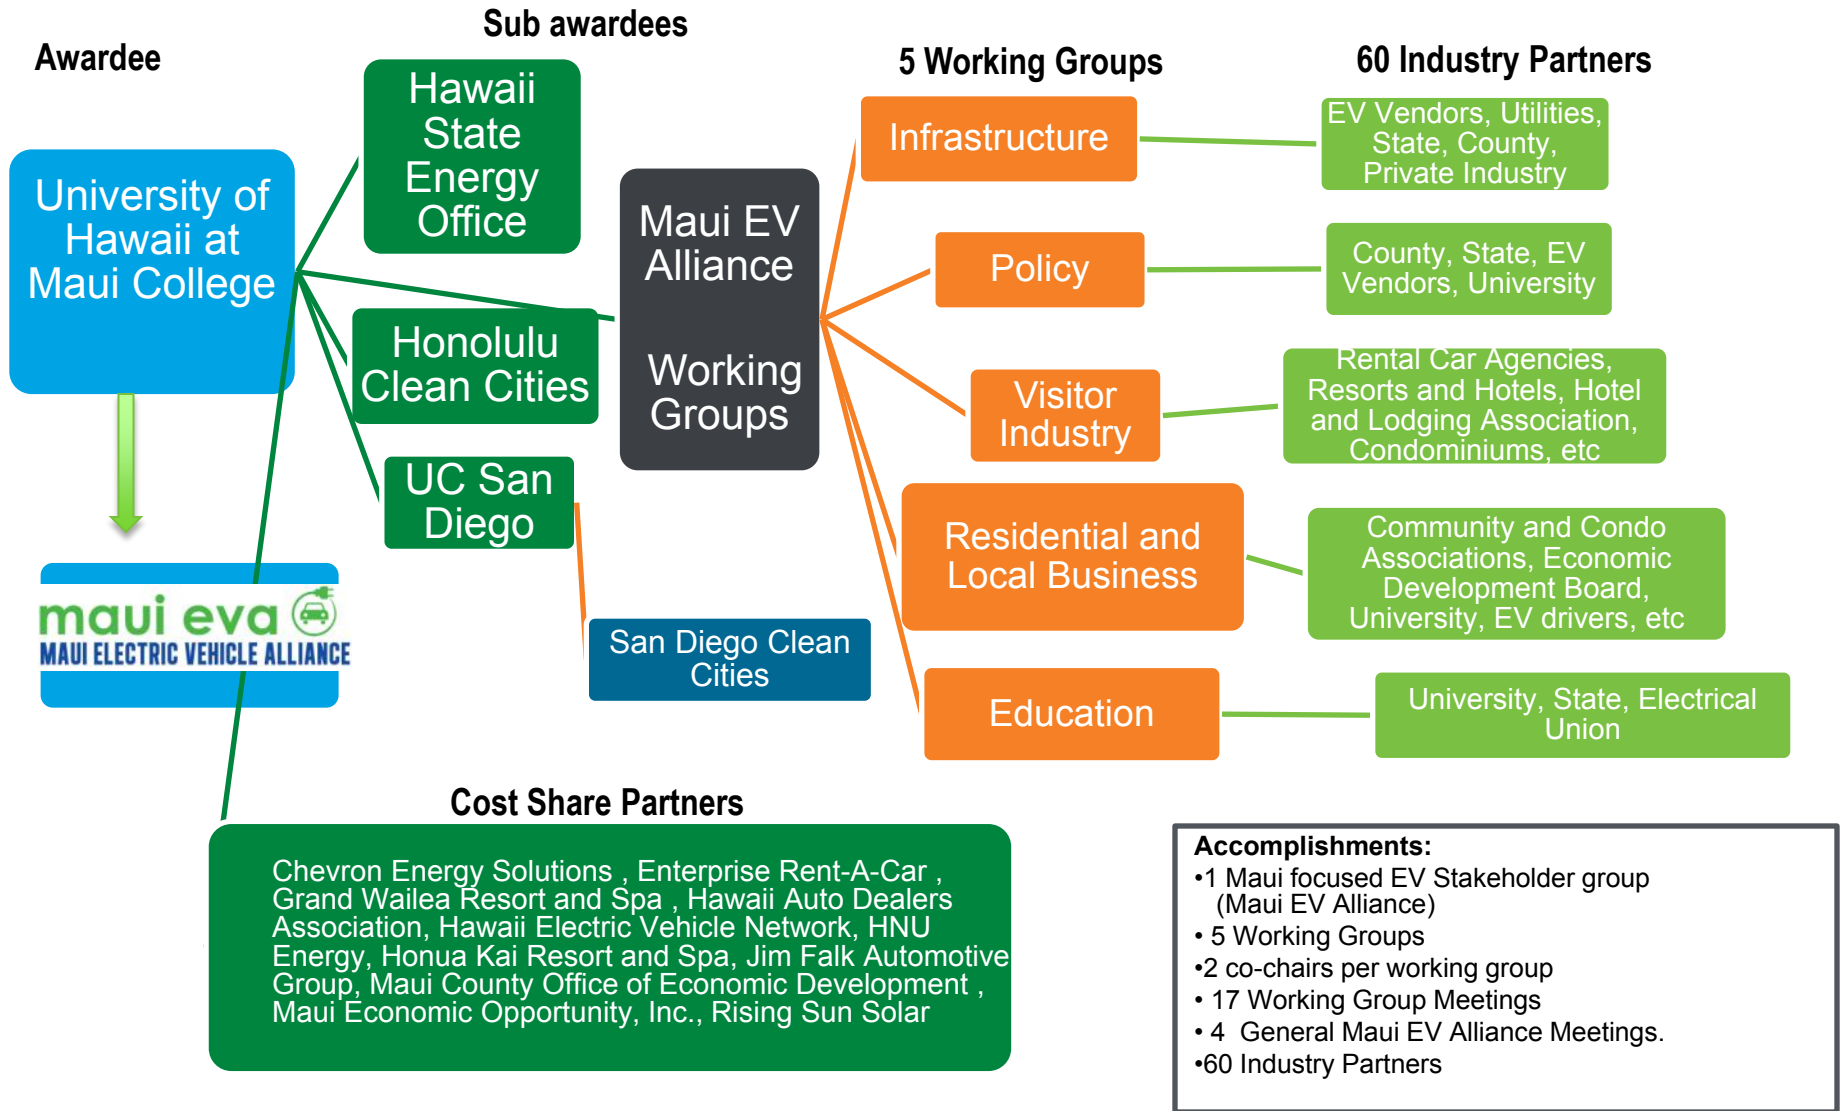 Awardee
Sub awardees
5 Working Groups
60 Industry Partners
University of
Hawaii at
Maui College
maui eva
MAUI ELECTRIC VEHICLE ALLIANCE
Hawaii
State
Energy
Office
Honolulu
Clean Cities
UC San
Diego
San Diego Clean
Cities
Maui EV
Alliance
Working
Groups
Infrastructure
EV Vendors, Utilities,
State, County,
Private Industry
Policy
County, State, EV
Vendors, University
Visitor
Industry
Rental Car Agencies,
Resorts and Hotels, Hotel
and Lodging Association,
Condominiums, etc
Residential and
Local Business
Community and Condo
Associations, Economic
Development Board,
University, EV drivers, etc
Education
University, State, Electrical
Union
Cost Share Partners
Chevron Energy Solutions , Enterprise Rent-A-Car ,
Grand Wailea Resort and Spa , Hawaii Auto Dealers
Association, Hawaii Electric Vehicle Network, HNU
Energy, Honua Kai Resort and Spa, Jim Falk Automotive
Group, Maui County Office of Economic Development ,
Maui Economic Opportunity, Inc., Rising Sun Solar
Accomplishments:
•1 Maui focused EV Stakeholder group
(Maui EV Alliance)
• 5 Working Groups
•2 co-chairs per working group
• 17 Working Group Meetings
• 4 General Maui EV Alliance Meetings.
•60 Industry Partners